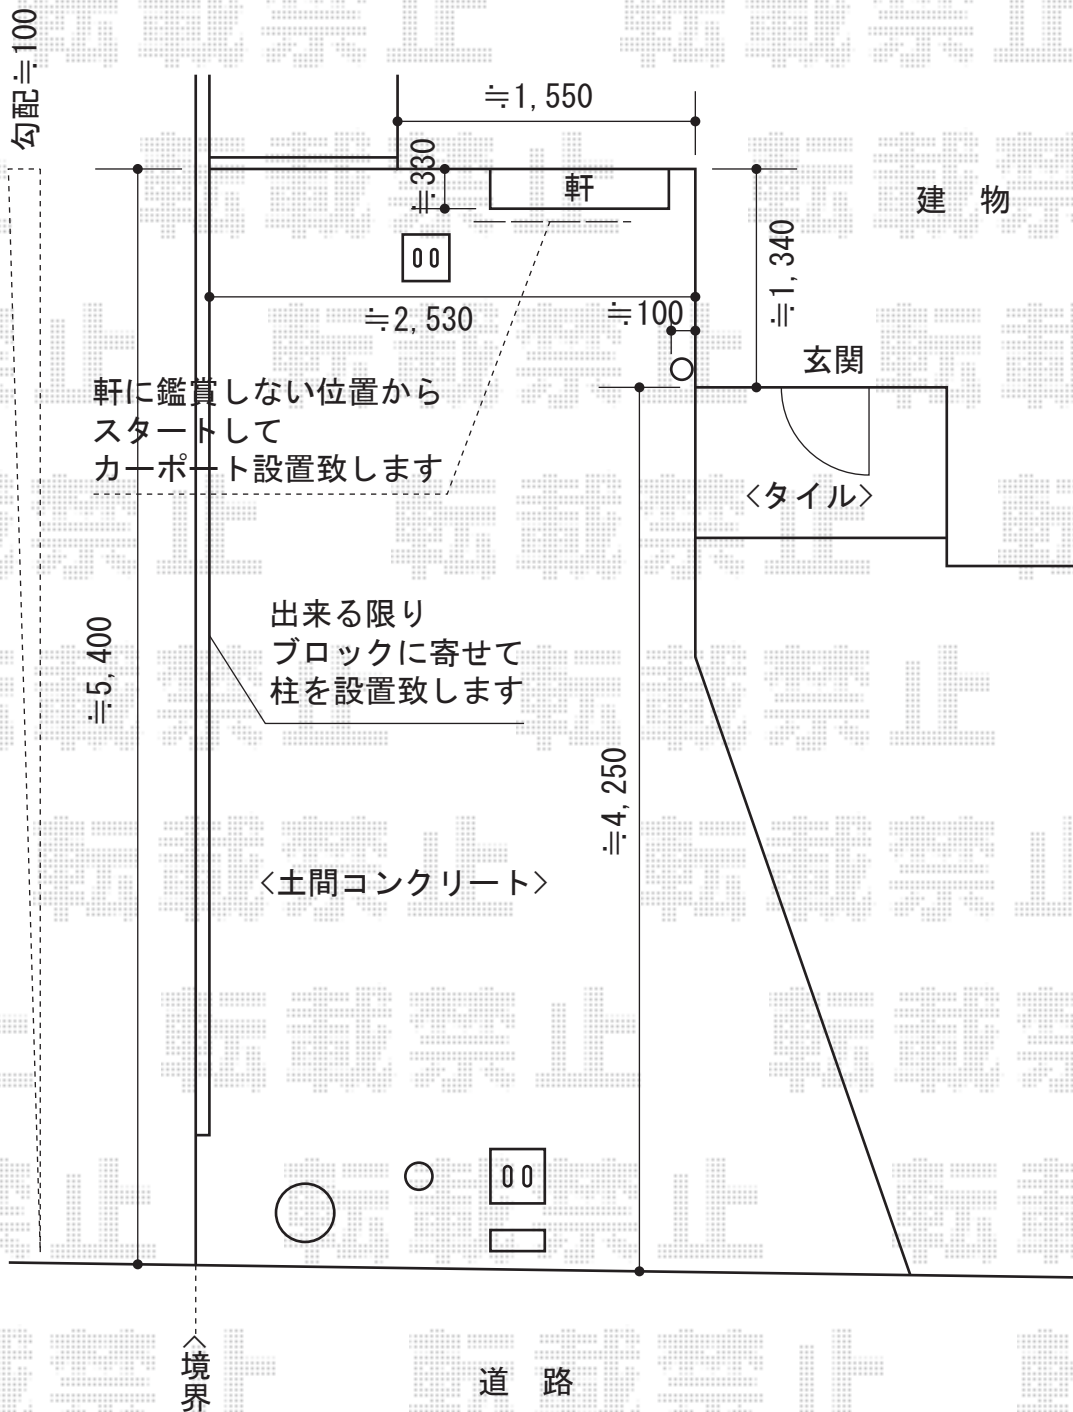 勾配≒100
≒1,550
≒330
軒
建 物
≒1,340
≒2,530
≒100
玄関
軒に鑑賞しない位置から
スタートして
カーポート設置致します
<タイル>
出来る限り
ブロックに寄せて
柱を設置致します
≒5,400
≒4,250
<土間コンクリート>
<境界
道 路
転載禁止